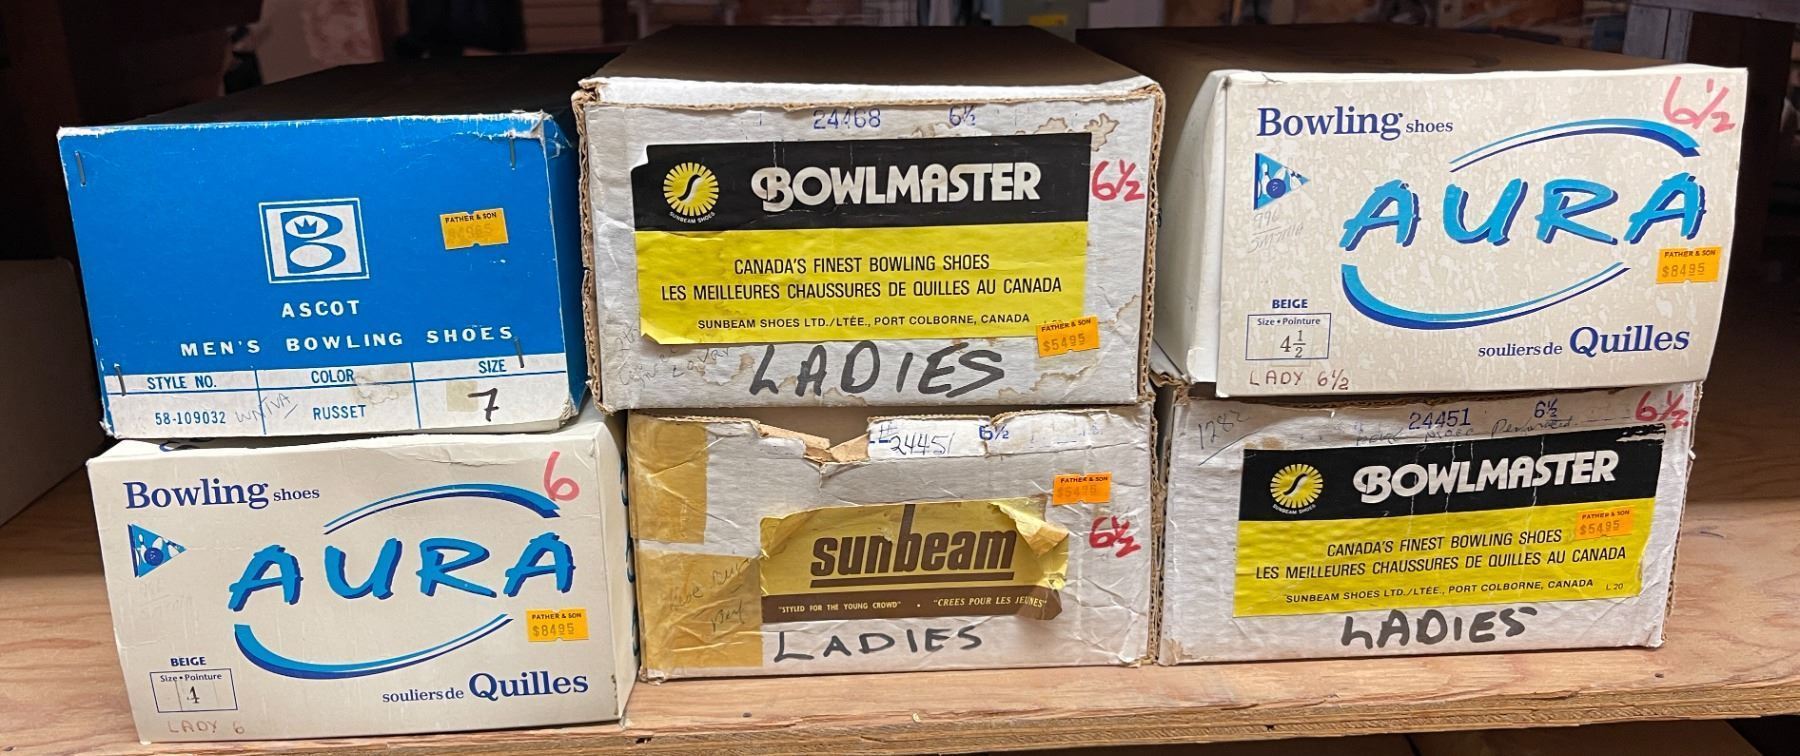 ASCOT
MEN'S BOWLING SHOES
FATHER & SON
STYLE NO.
COLOR
SIZE
58-109032
RUSSET
7
24468 6½
SUNBEAM SHOES
BOWLMASTER
6½
CANADA'S FINEST BOWLING SHOES
LES MEILLEURES CHAUSSURES DE QUILLES AU CANADA
SUNBEAM SHOES LTD./LTÉE., PORT COLBORNE, CANADA
FATHER & SON
$5495
LADIES
6½
Bowling shoes
AURA
FATHER & SON
$8495
BEIGE
Size • Pointure
4½
souliers de Quilles
LADY 6½
6
Bowling shoes
AURA
FATHER & SON
$8495
BEIGE
Size • Pointure
4
souliers de Quilles
LADY 6
24451 6½
FATHER & SON
6½
sunbeam
"STYLED FOR THE YOUNG CROWD" • "CREES POUR LES JEUNES"
LADIES
24451 6½
6½
SUNBEAM SHOES
BOWLMASTER
FATHER & SON
$5495
CANADA'S FINEST BOWLING SHOES
LES MEILLEURES CHAUSSURES DE QUILLES AU CANADA
SUNBEAM SHOES LTD./LTÉE., PORT COLBORNE, CANADA L 20
LADIES